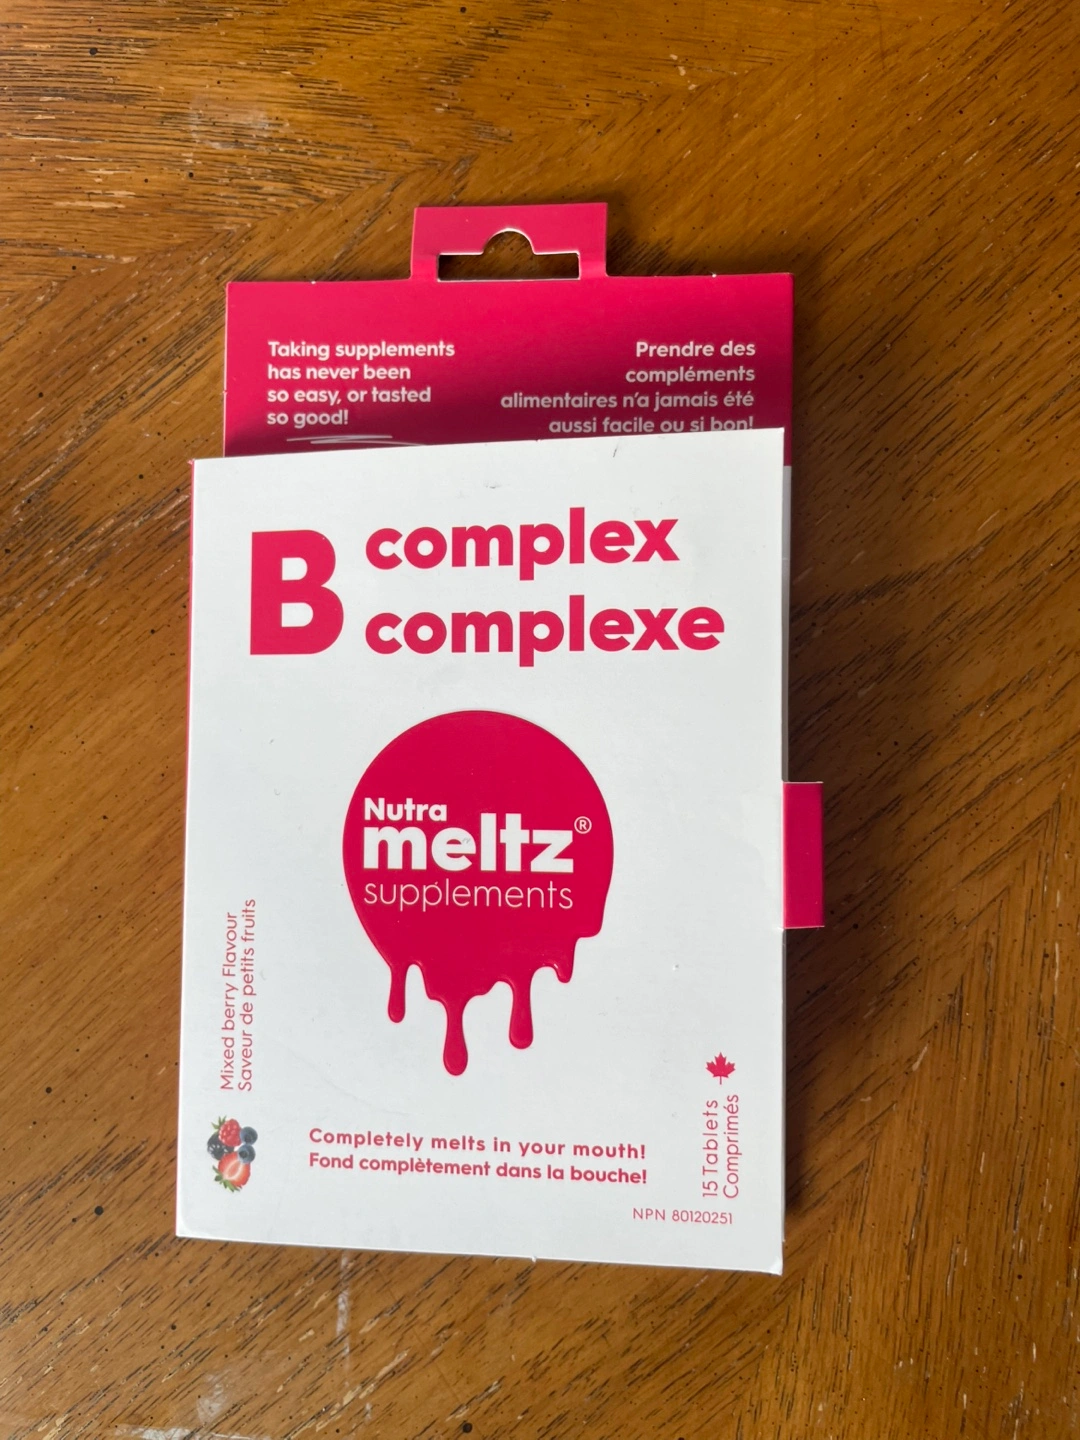 Taking supplements
has never been
so easy, or tasted
so good!
Prendre des
compléments
alimentaires n'a jamais été
aussi facile ou si bon!
B complex
complexe
Nutra
meltz®
supplements
Mixed berry Flavour
Saveur de petits fruits
Completely melts in your mouth!
Fond complètement dans la bouche!
15 Tablets
Comprimés
NPN 80120251